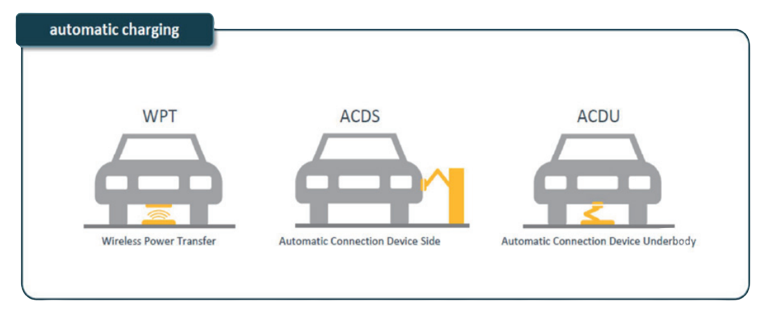 automatic charging
WPT
ACDS
ACDU
Wireless Power Transfer
Automatic Connection Device Side
Automatic Connection Device Underbody